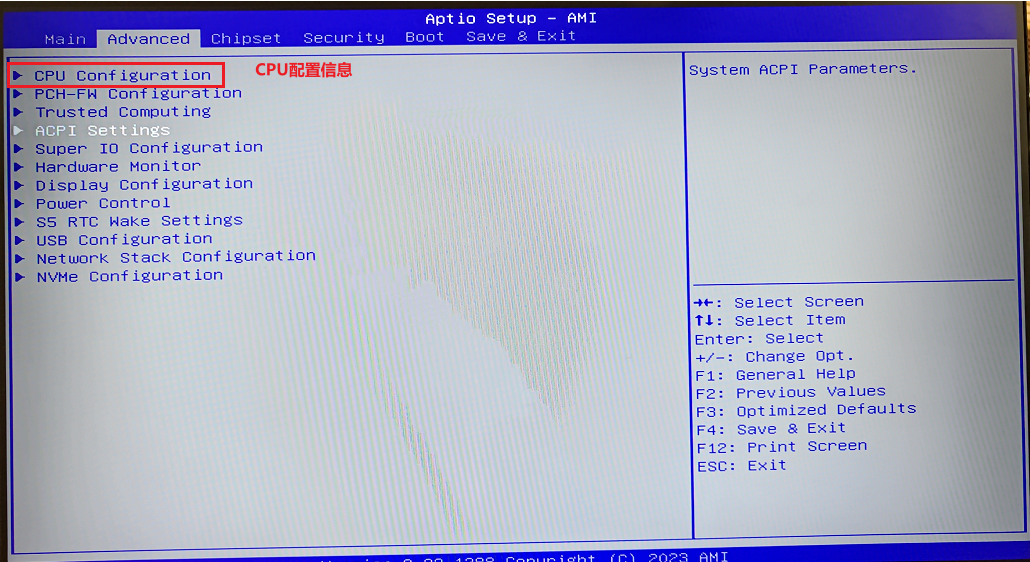 Aptio Setup - AMI
Main Advanced Chipset Security Boot Save & Exit
CPU Configuration CPU配置信息
PCH-FW Configuration
Trusted Computing
ACPI Settings
Super IO Configuration
Hardware Monitor
Display Configuration
Power Control
S5 RTC Wake Settings
USB Configuration
Network Stack Configuration
NVMe Configuration
System ACPI Parameters.
→←: Select Screen
↑↓: Select Item
Enter: Select
+/-: Change Opt.
F1: General Help
F2: Previous Values
F3: Optimized Defaults
F4: Save & Exit
F12: Print Screen
ESC: Exit
Copyright (C) 2023 AMI